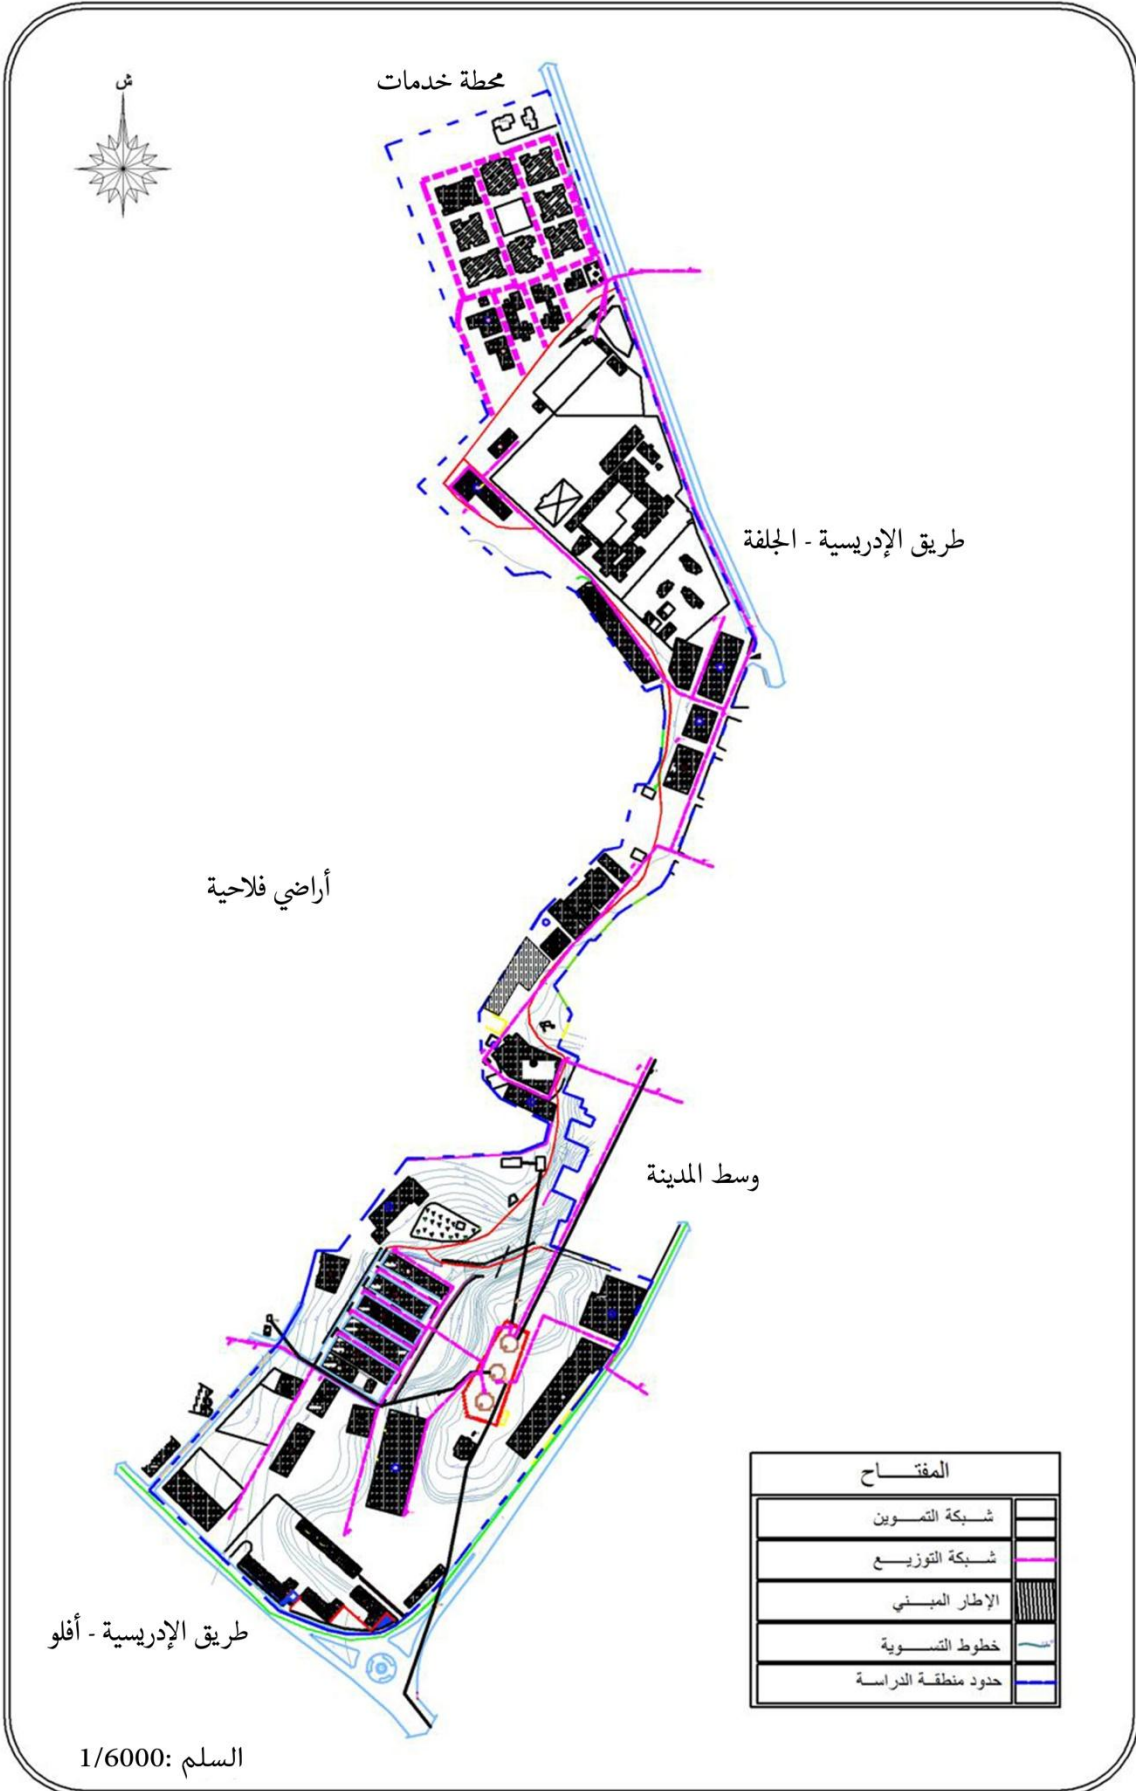 ش
محطة خدمات
طريق الإدريسية - الجلفة
أراضي فلاحية
وسط المدينة
المفتـــاح
شـبكة التمـــوين
شـبكة التوزيـــع
الإطار المبـــني
خطوط التســـوية
حدود منطقـة الدراسـة
طريق الإدريسية - أفلو
السلم :1/6000